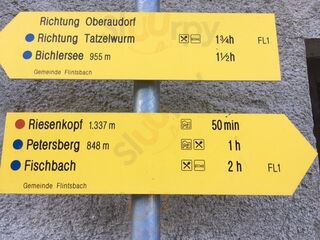 Richtung Oberaudorf
Richtung Tatzelwurm 1¾h FL1
Bichlersee 955 m 1½h
Gemeinde Flintsbach
Riesenkopf 1.337 m 50 min
Petersberg 848 m 1 h
Fischbach 2 h FL1
Gemeinde Flintsbach